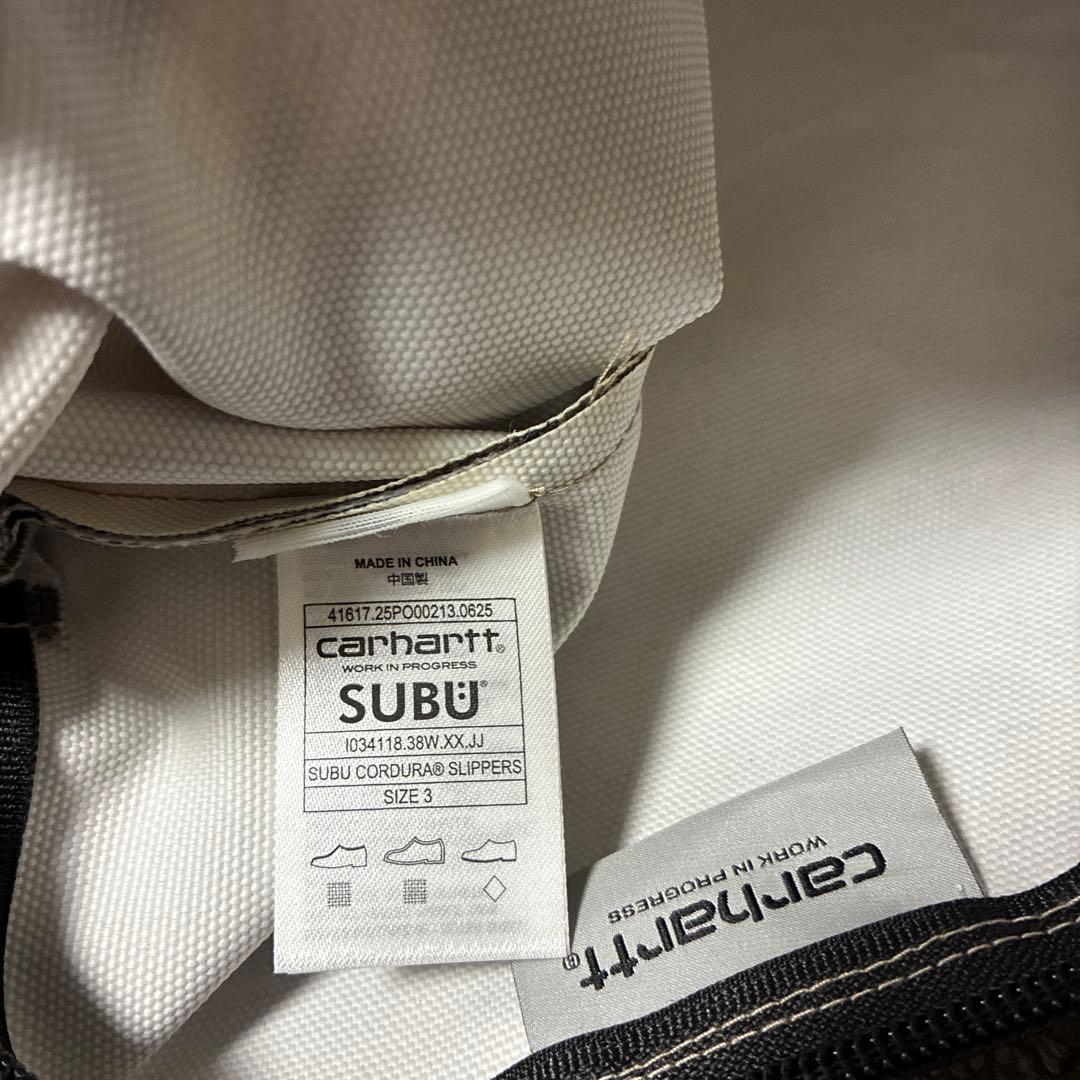 MADE IN CHINA
中国製
41617.25PO00213.0625
carhartt®
WORK IN PROGRESS
SUBU®
I034118.38W.XX.JJ
SUBU CORDURA® SLIPPERS
SIZE 3
carhartt®
WORK IN PROGRESS